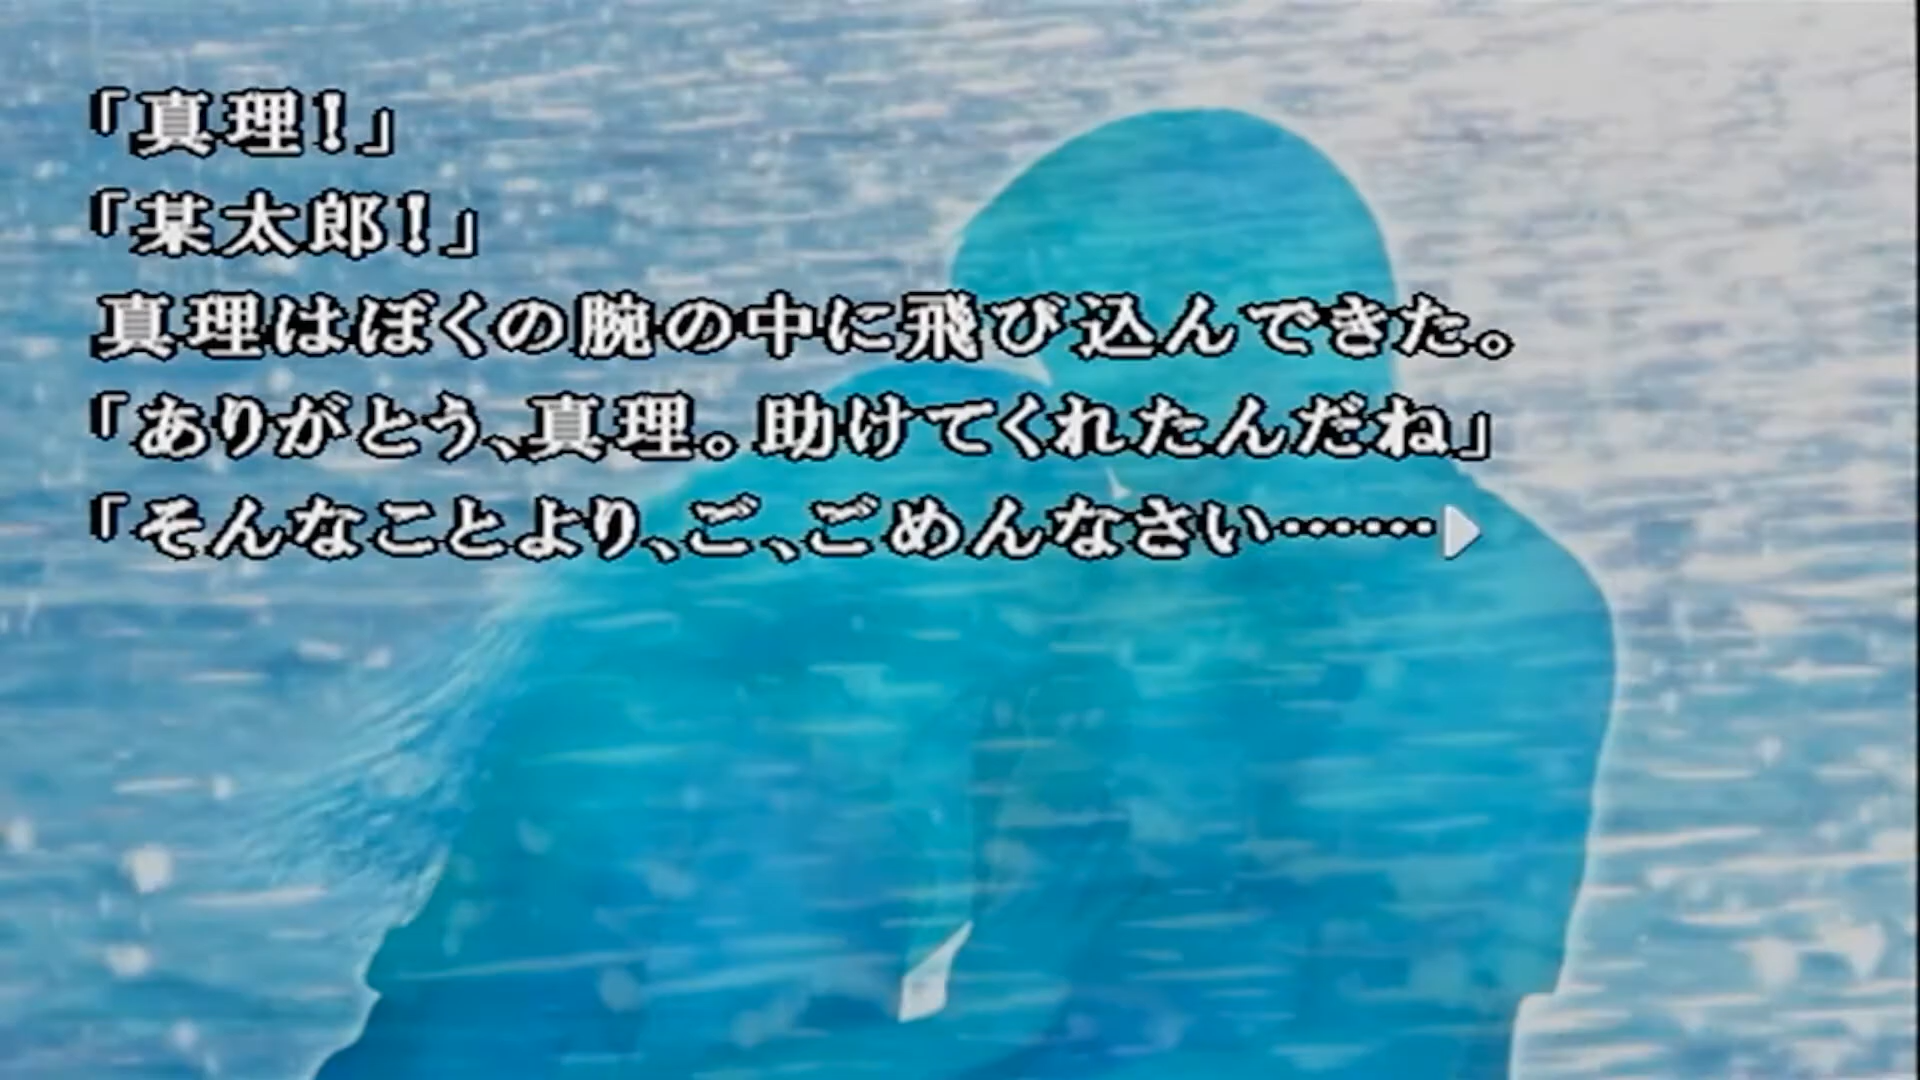 「真理！」
「某太郎！」
真理はぼくの腕の中に飛び込んできた。
「ありがとう、真理。助けてくれたんだね」
「そんなことより、ご、ごめんなさい……